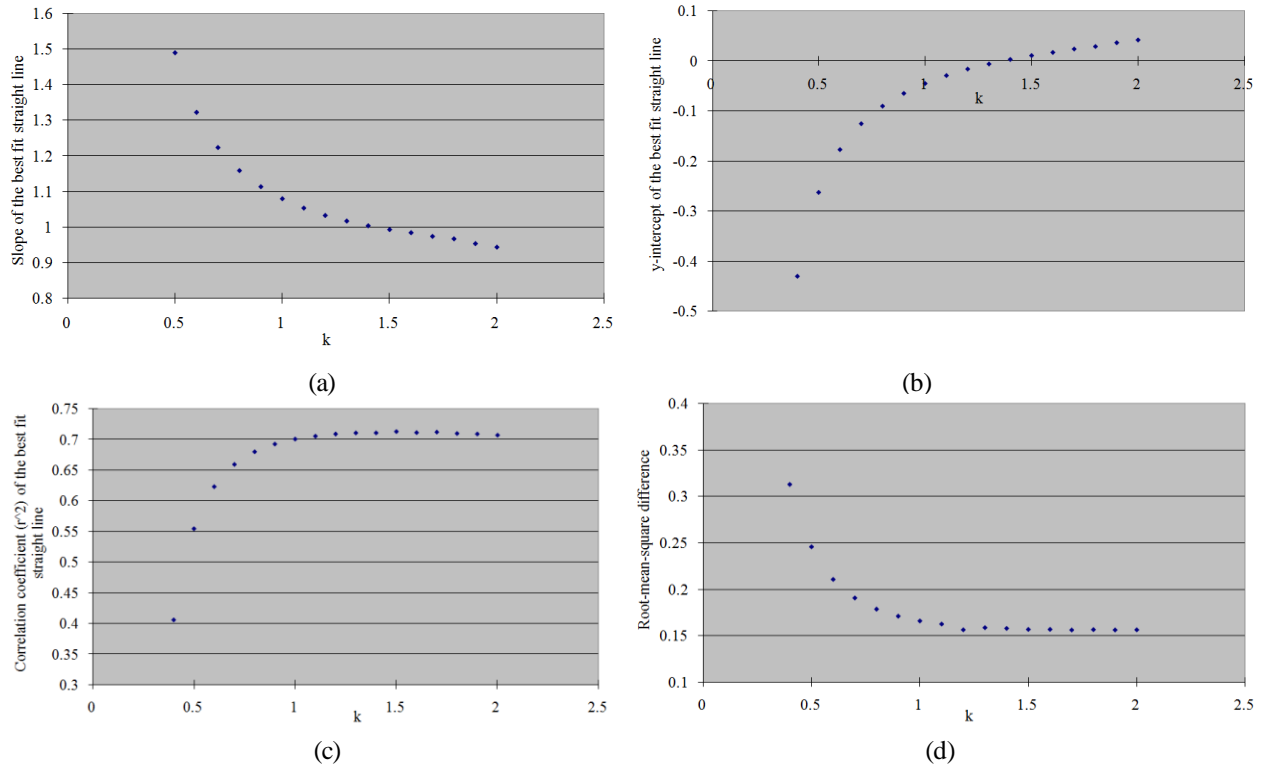 Slope of the best fit straight line
1.6
1.5
1.4
1.3
1.2
1.1
1
0.9
0.8
0 0.5 1 1.5 2 2.5
k
(a)
y-intercept of the best fit straight line
0.1
0
-0.1
-0.2
-0.3
-0.4
-0.5
0 0.5 1 1.5 2 2.5
k
(b)
Correlation coefficient (r^2) of the best fit
straight line
0.75
0.7
0.65
0.6
0.55
0.5
0.45
0.4
0.35
0.3
0 0.5 1 1.5 2 2.5
k
(c)
Root-mean-square difference
0.4
0.3
0.25
0.2
0.15
0.1
0 0.5 1 1.5 2 2.5
k
(d)